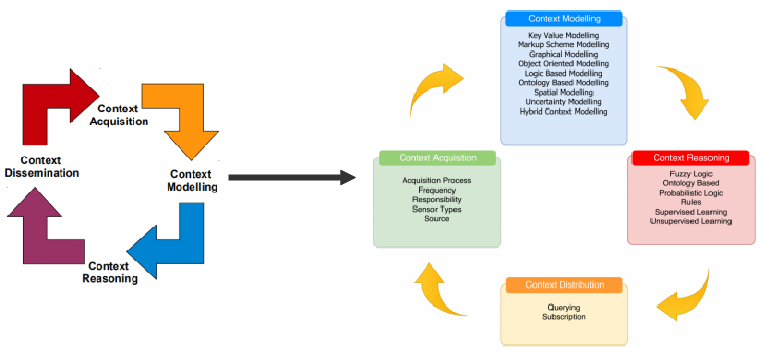 Context
Acquisition
Context
Dissemination
Context
Modelling
Context
Reasoning
Context Modelling
Key Value Modelling
Markup Scheme Modelling
Graphical Modelling
Object Oriented Modelling
Logic Based Modelling
Ontology Based Modelling
Spatial Modelling
Uncertainty Modelling
Hybrid Context Modelling
Context Acquisition
Acquisition Process
Frequency
Responsibility
Sensor Types
Source
Context Reasoning
Fuzzy Logic
Ontology Based
Probabilistic Logic
Rules
Supervised Learning
Unsupervised Learning
Context Distribution
Querying
Subscription